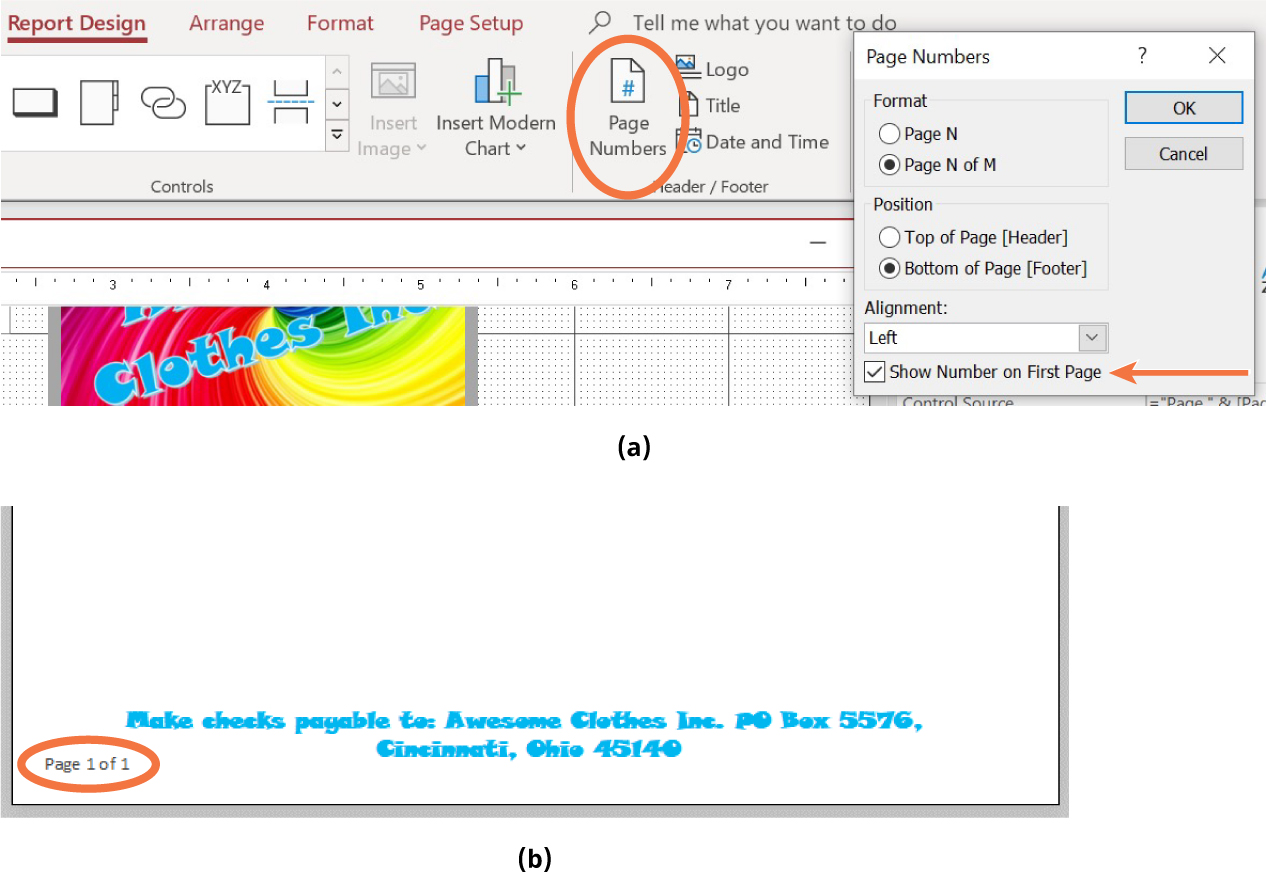 Report Design Arrange Format Page Setup Tell me what you want to do
XYZ
Insert
Image
Insert Modern
Chart
#
Page
Numbers
Logo
Title
Date and Time
Controls
Header / Footer
3 4 5 6 7
Clothes Inc.
Page Numbers ?
Format
Page N
Page N of M
OK
Cancel
Position
Top of Page [Header]
Bottom of Page [Footer]
Alignment:
Left
Show Number on First Page
Control Source ="Page " & [Pag
(a)
Make checks payable to: Awesome Clothes Inc. PO Box 5576,
Cincinnati, Ohio 45140
Page 1 of 1
(b)